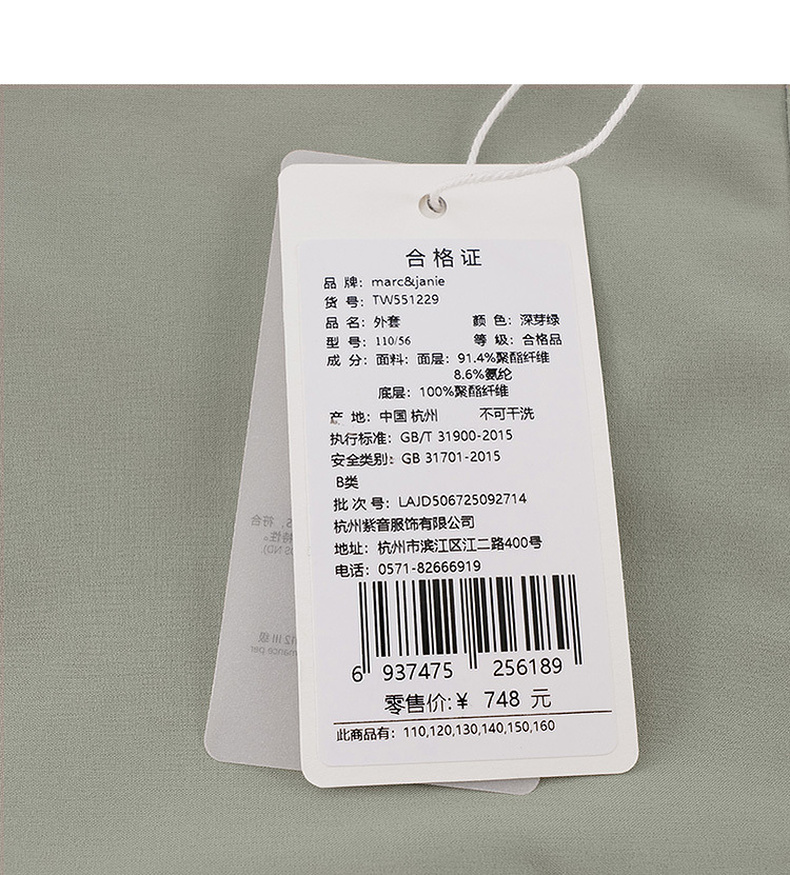 合格证
品 牌：marc&janie
货 号：TW551229
品 名：外套 颜 色：深芽绿
型 号：110/56 等 级：合格品
成 分：面料：面层：91.4%聚酯纤维
8.6%氨纶
底层：100%聚酯纤维
产 地：中国 杭州 不可干洗
执行标准：GB/T 31900-2015
安全类别：GB 31701-2015
B类
批 次 号：LAJD506725092714
杭州紫音服饰有限公司
地址：杭州市滨江区江二路400号
电话：0571-82666919
6 937475 256189
零售价:¥ 748 元
此商品有：110,120,130,140,150,160